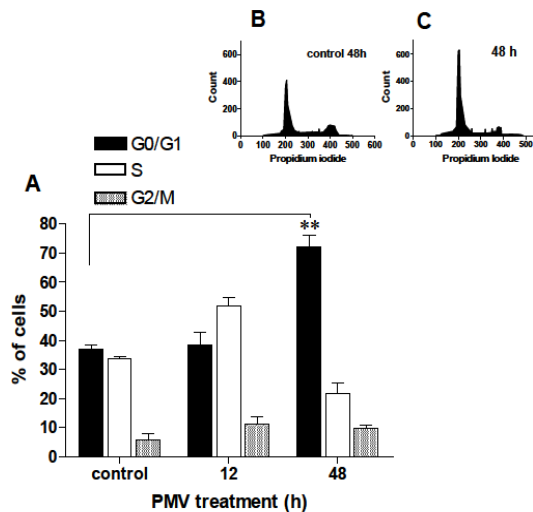 B
control 48h
Count
600
400
200
0
0 100 200 300 400 500 600
Propidium iodide
C
48 h
Count
600
400
200
0
0 100 200 300 400 500
Propidium Iodide
G0/G1
S
G2/M
A
**
% of cells
80
70
60
50
40
30
20
10
0
control 12 48
PMV treatment (h)